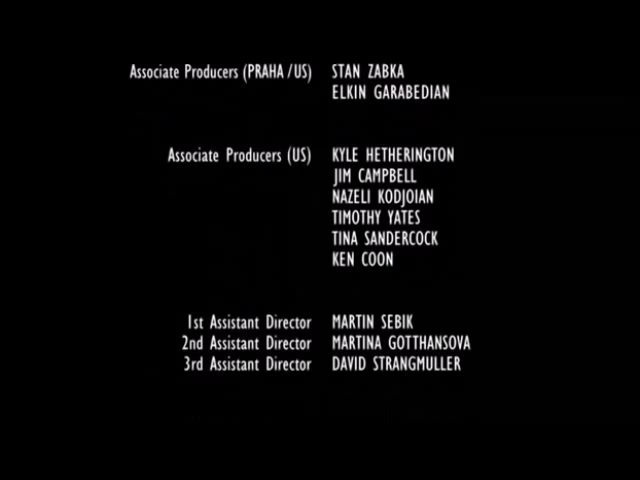 Associate Producers (PRAHA/US) STAN ZABKA
ELKIN GARABEDIAN
Associate Producers (US) KYLE HETHERINGTON
JIM CAMPBELL
NAZELI KODJOIAN
TIMOTHY YATES
TINA SANDERCOCK
KEN COON
1st Assistant Director MARTIN SEBIK
2nd Assistant Director MARTINA GOTTHANSOVA
3rd Assistant Director DAVID STRANGMULLER